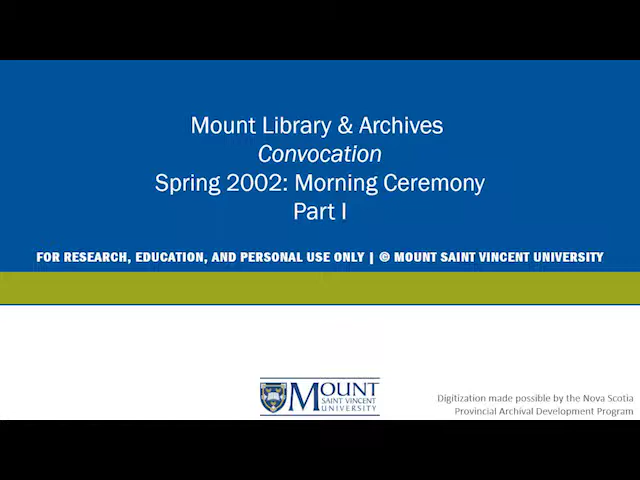 Mount Library & Archives
Convocation
Spring 2002: Morning Ceremony
Part I
FOR RESEARCH, EDUCATION, AND PERSONAL USE ONLY | © MOUNT SAINT VINCENT UNIVERSITY
MOUNT
SAINT VINCENT
UNIVERSITY
Digitization made possible by the Nova Scotia
Provincial Archival Development Program